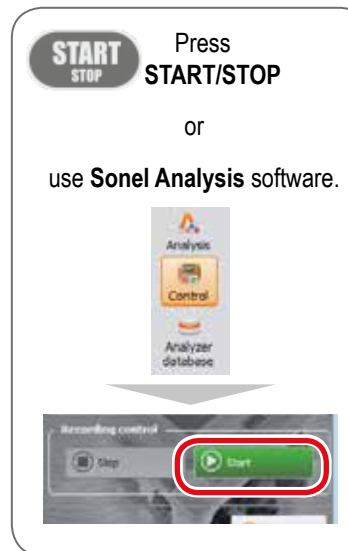 START
STOP
Press
START/STOP
or
use Sonel Analysis software.
Analysis
Control
Analyzer
database
Recording control
Stop
Start